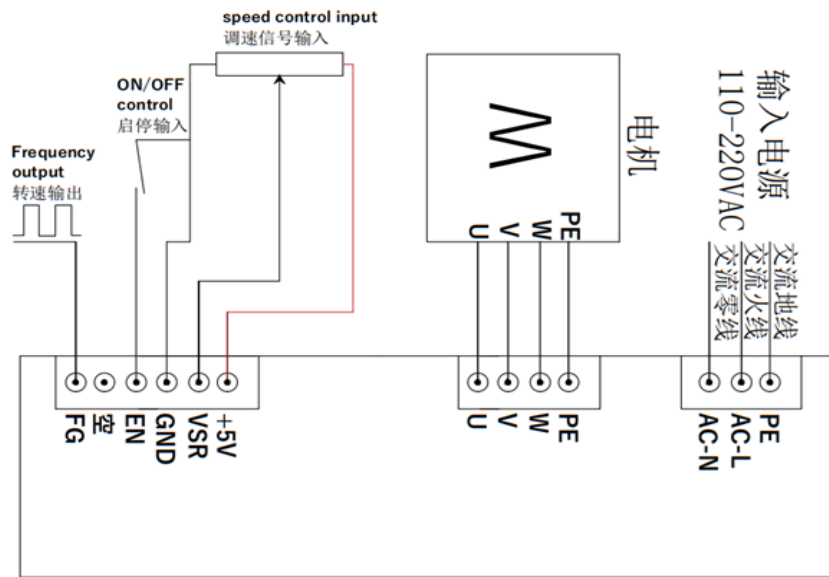 speed control input
调速信号输入
ON/OFF
control
启停输入
Frequency
output
转速输出
W
电机
U
V
W
PE
输入电源
110-220VAC
交流零线
交流火线
交流地线
FG
空
EN
GND
VSR
+5V
U
V
W
PE
AC-N
AC-L
PE